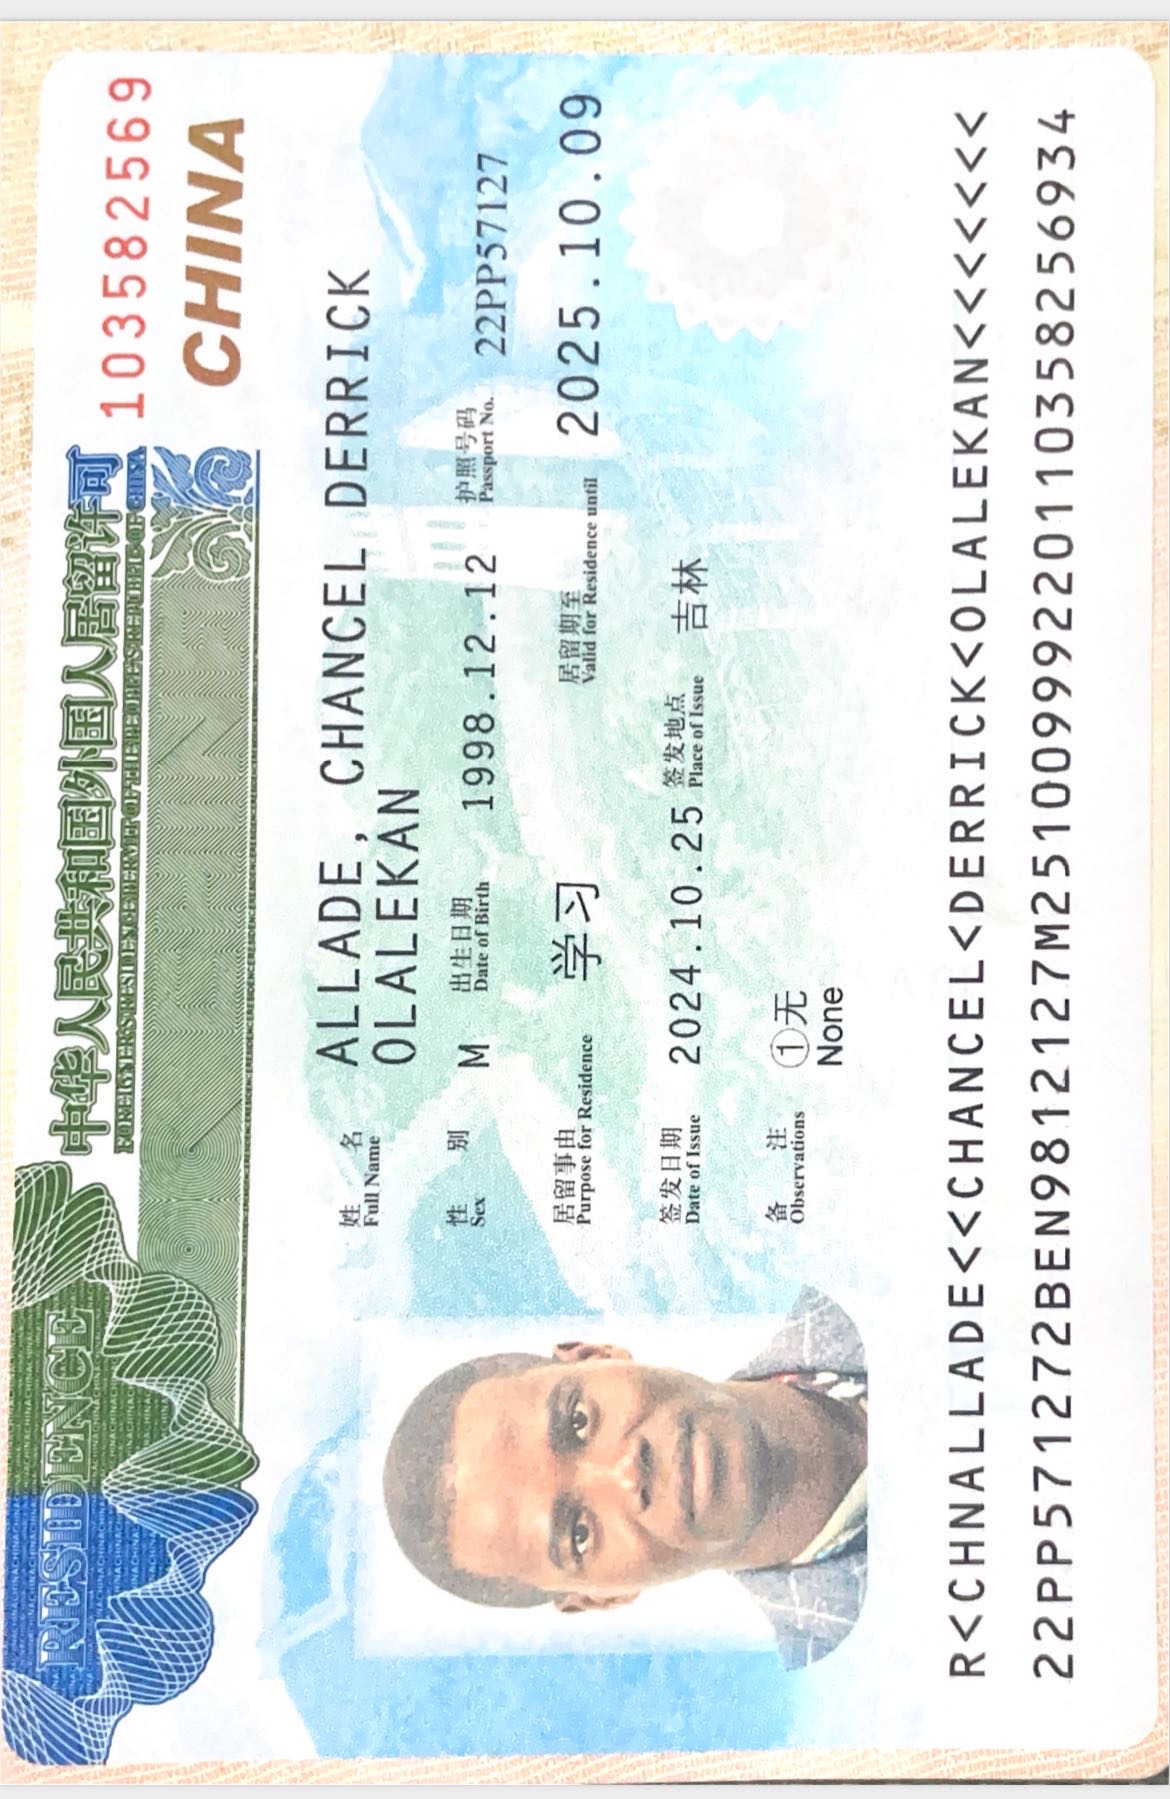 中华人民共和国外国人居留许可
FOREIGNERS RESIDENCE PERMIT OF THE PEOPLE'S REPUBLIC OF CHINA
103582569
RESIDENCE
CHINA
姓 名 ALLADE, CHANCEL DERRICK
Full Name OLALEKAN
性 别 M 出生日期 1998.12.12 护照号码 22PP57127
Sex Date of Birth Passport No.
居留事由 学习 居留期至 2025.10.09
Purpose for Residence Valid for Residence until
签发日期 2024.10.25 签发地点 吉林
Date of Issue Place of Issue
备 注 ①无
Observations None
R<CHNALLADE<<CHANCEL<DERRICK<OLALEKAN<<<<<<<
22PP571272BEN9812127M25100999220110358256934